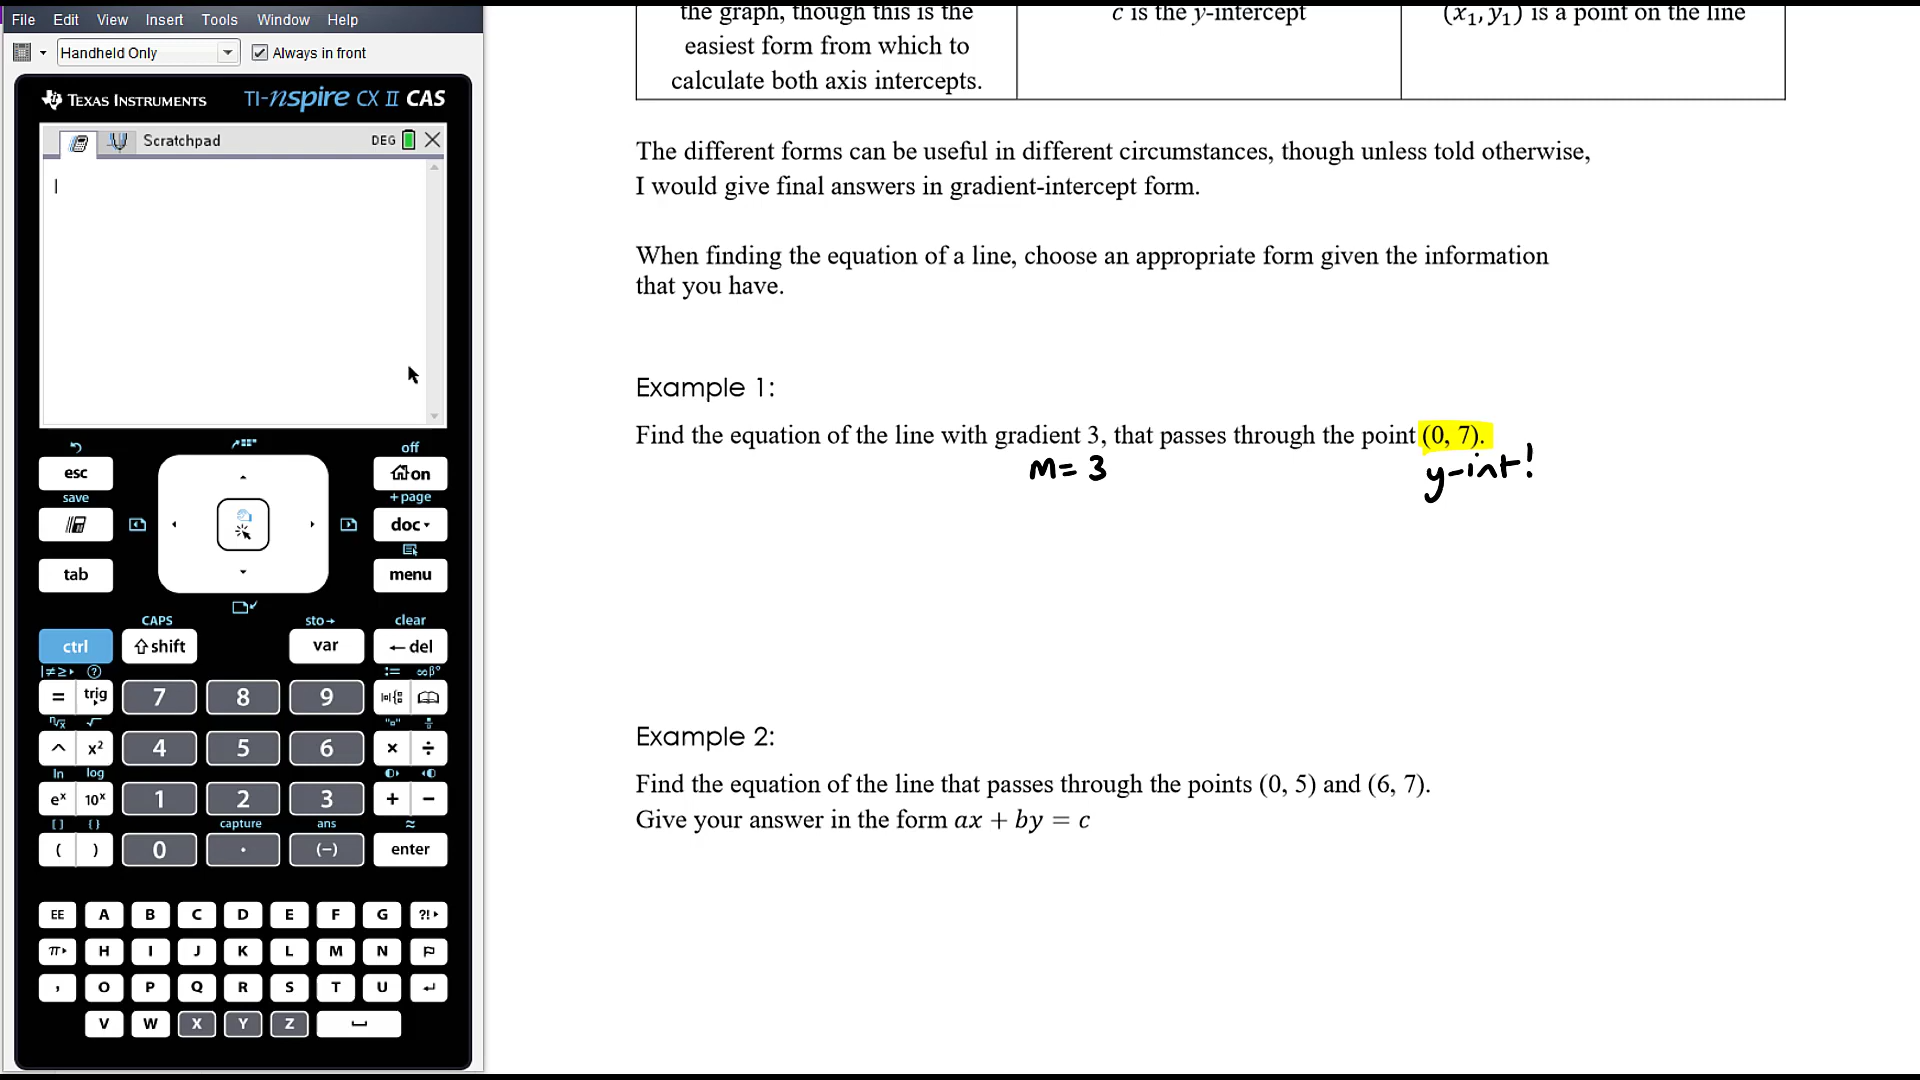 File Edit View Insert Tools Window Help
Handheld Only Always in front
TEXAS INSTRUMENTS TI-nspire CX II CAS
Scratchpad DEG
off
esc on
save + page
doc
tab menu
CAPS sto→ clear
ctrl shift var ←del
= trig 7 8 9
^ x² 4 5 6 × ÷
ln log
eˣ 10ˣ 1 2 3 + −
[ ] { } capture ans ≈
( ) 0 . (−) enter
EE A B C D E F G ?!
π H I J K L M N
, O P Q R S T U
V W X Y Z
the graph, though this is the
easiest form from which to
calculate both axis intercepts.
c is the y-intercept
(x₁, y₁) is a point on the line
The different forms can be useful in different circumstances, though unless told otherwise,
I would give final answers in gradient-intercept form.
When finding the equation of a line, choose an appropriate form given the information
that you have.
Example 1:
Find the equation of the line with gradient 3, that passes through the point (0, 7).
m = 3 y-int!
Example 2:
Find the equation of the line that passes through the points (0, 5) and (6, 7).
Give your answer in the form ax + by = c